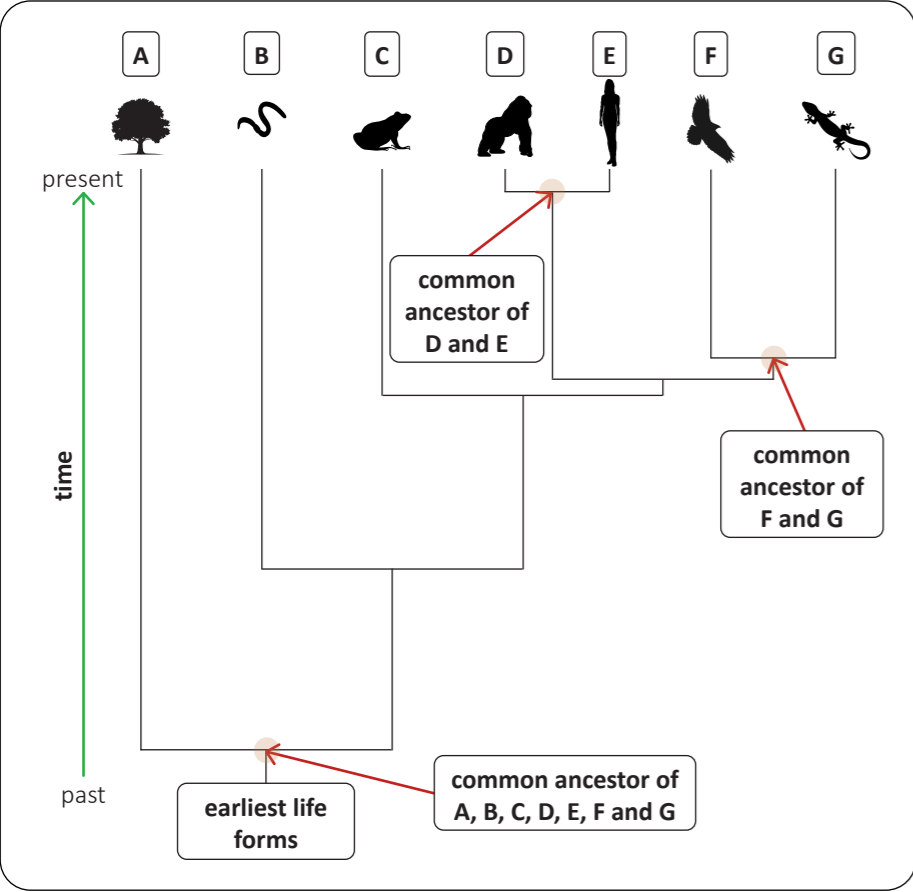 A
B
C
D
E
F
G
present
common
ancestor of
D and E
common
ancestor of
F and G
time
past
earliest life
forms
common ancestor of
A, B, C, D, E, F and G